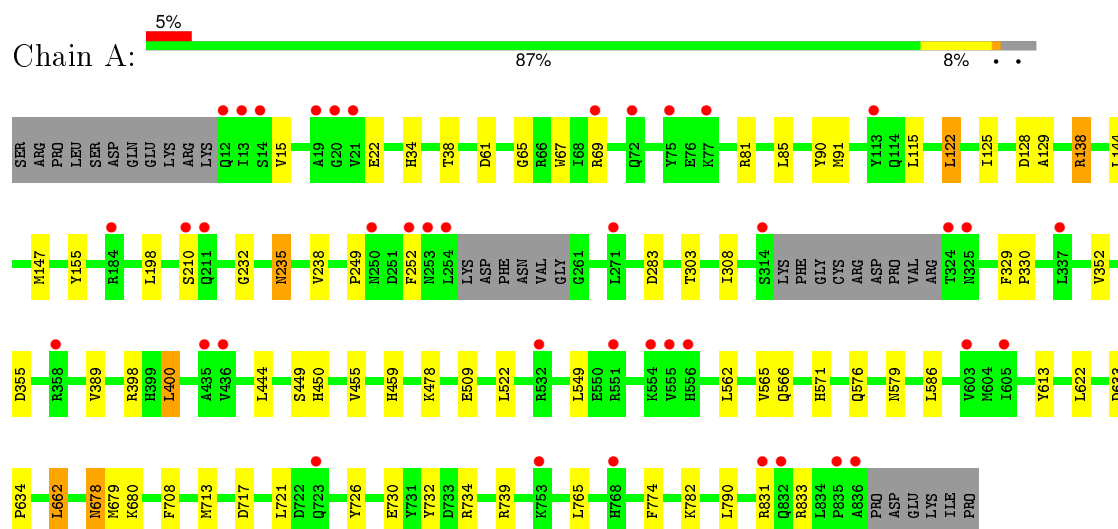 5%
Chain A:
87% 8% • •
SER ARG PRO LEU SER ASP GLN GLU LYS ARG LYS Q12 I13 S14 V15 A19 G20 V21 E22 H34 T38 D61 G65 R66 W67 I68 R69 Q72 Y75 E76 K77 R81 L85 Y90 M91 Y113 Q114 L115 L122 I125 D128 A129 R138 L144
M147 Y155 R184 L198 S210 Q211 G232 N235 V238 P249 N250 D251 F252 N253 L254 LYS ASP PHE ASN VAL GLY G261 L271 D283 T303 I308 S314 LYS PHE GLY CYS ARG ASP PRO VAL ARG T324 N325 F329 P330 L337 V352
D355 R358 V389 R398 H399 L400 A435 V436 L444 S449 H450 V455 H459 K478 E509 L522 R532 L549 E550 R551 K554 V555 H556 L562 V565 Q566 H571 Q576 N579 L586 V603 M604 I605 Y613 L622 D633
P634 L662 N678 M679 K680 F708 M713 D717 L721 D722 Q723 Y726 E730 Y731 Y732 D733 R734 R739 K753 L765 H768 F774 K782 L790 R831 Q832 R833 L834 P835 A836 PRO ASP GLU LYS ILE PRO